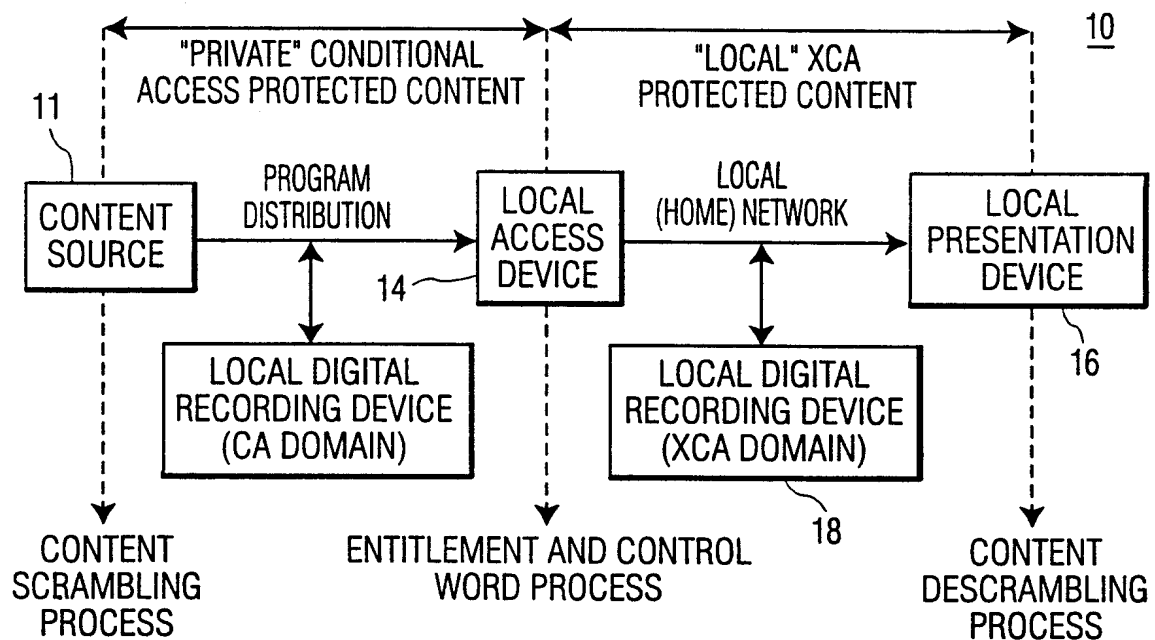 10
"PRIVATE" CONDITIONAL
ACCESS PROTECTED CONTENT
"LOCAL" XCA
PROTECTED CONTENT
11
CONTENT
SOURCE
PROGRAM
DISTRIBUTION
LOCAL
ACCESS
DEVICE
14
LOCAL
(HOME) NETWORK
LOCAL
PRESENTATION
DEVICE
16
LOCAL DIGITAL
RECORDING DEVICE
(CA DOMAIN)
LOCAL DIGITAL
RECORDING DEVICE
(XCA DOMAIN)
18
CONTENT
SCRAMBLING
PROCESS
ENTITLEMENT AND CONTROL
WORD PROCESS
CONTENT
DESCRAMBLING
PROCESS